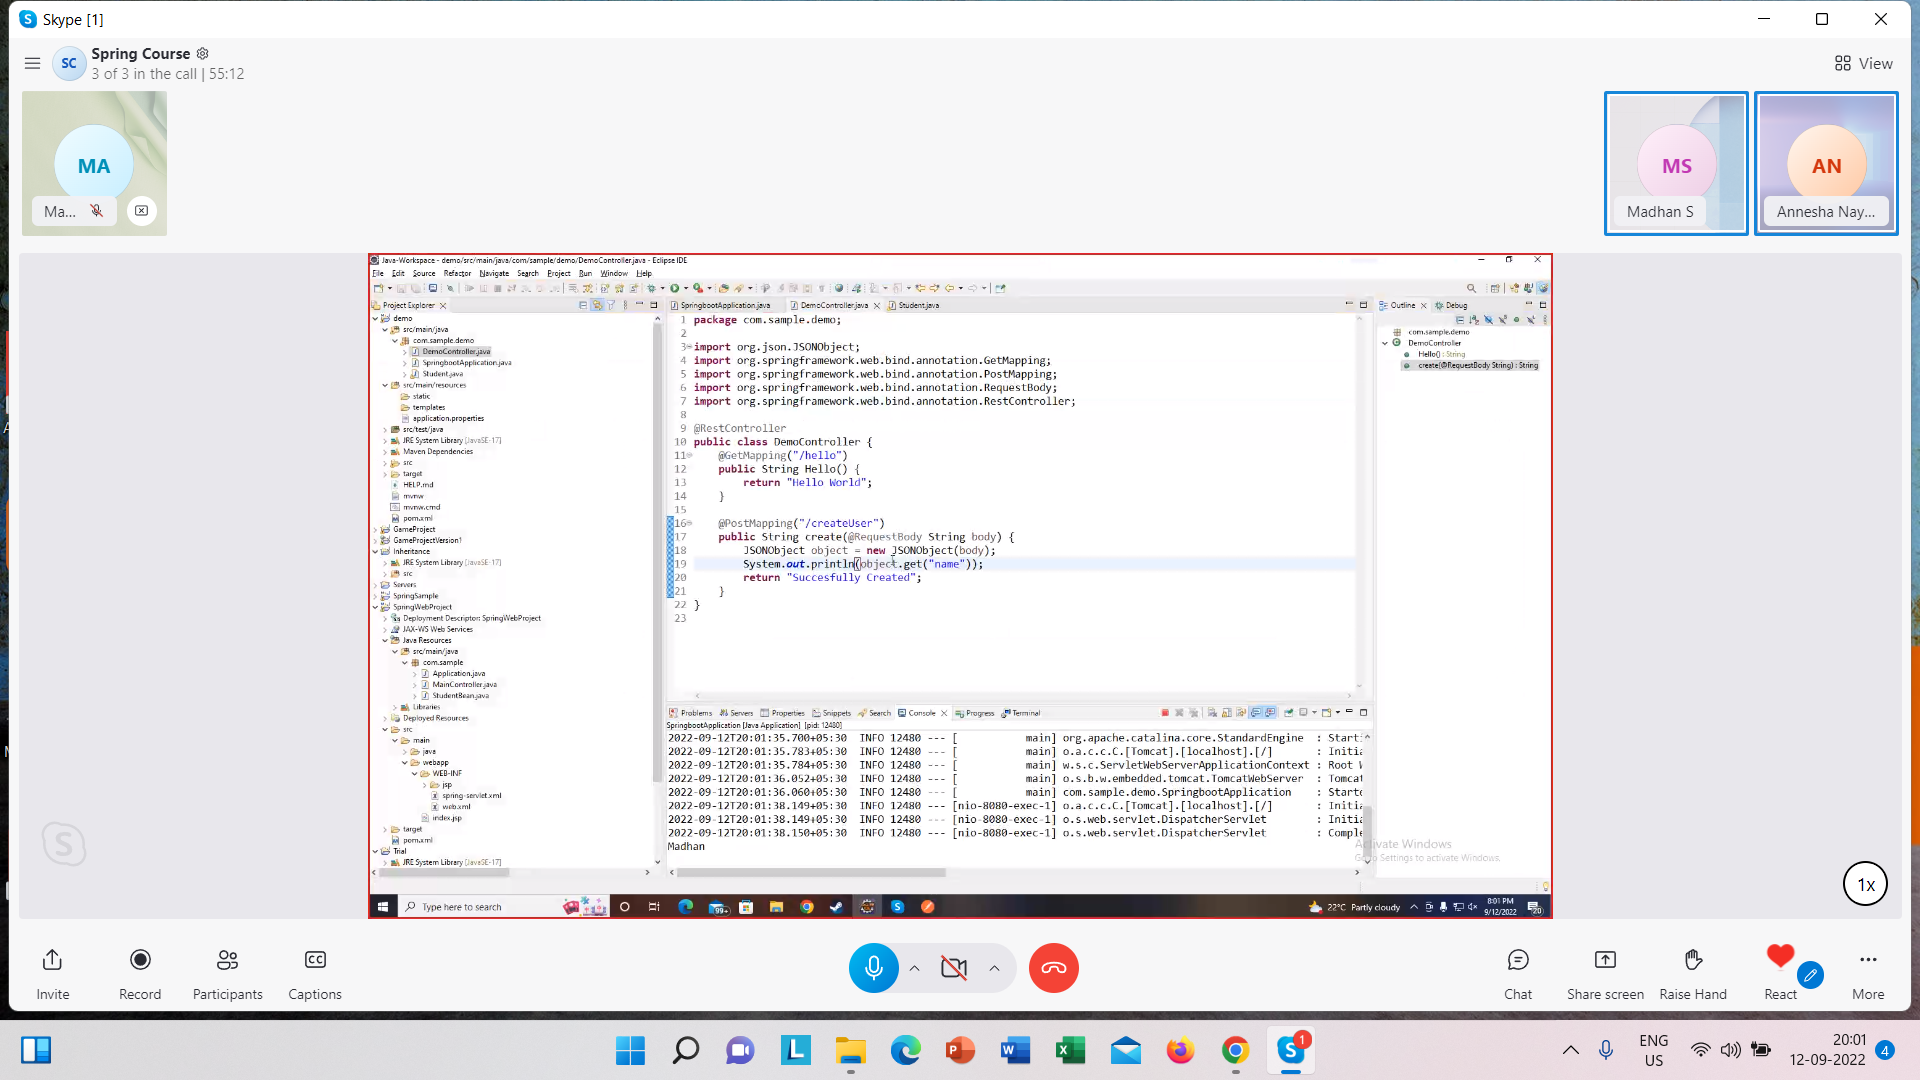 Skype [1]
SC
Spring Course
3 of 3 in the call | 55:12
View
MA
Ma...
MS
Madhan S
AN
Annesha Nay...
Java-Workspace - demo/src/main/java/com/sample/demo/DemoController.java - Eclipse IDE
File Edit Source Refactor Navigate Search Project Run Window Help
Project Explorer
demo
src/main/java
com.sample.demo
DemoController.java
SpringbootApplication.java
Student.java
src/main/resources
static
templates
application.properties
src/test/java
JRE System Library [JavaSE-17]
Maven Dependencies
src
target
HELP.md
mvnw
mvnw.cmd
pom.xml
GameProject
GameProjectVersion1
Inheritance
JRE System Library [JavaSE-17]
src
Servers
SpringSample
SpringWebProject
Deployment Descriptor: SpringWebProject
JAX-WS Web Services
Java Resources
src/main/java
com.sample
Application.java
MainController.java
StudentBean.java
Libraries
Deployed Resources
src
main
java
webapp
WEB-INF
jsp
spring-servlet.xml
web.xml
index.jsp
target
pom.xml
Trial
JRE System Library [JavaSE-17]
SpringbootApplication.java DemoController.java Student.java
1 package com.sample.demo;
2
3 import org.json.JSONObject;
4 import org.springframework.web.bind.annotation.GetMapping;
5 import org.springframework.web.bind.annotation.PostMapping;
6 import org.springframework.web.bind.annotation.RequestBody;
7 import org.springframework.web.bind.annotation.RestController;
8
9 @RestController
10 public class DemoController {
11 @GetMapping("/hello")
12 public String Hello() {
13 return "Hello World";
14 }
15
16 @PostMapping("/createUser")
17 public String create(@RequestBody String body) {
18 JSONObject object = new JSONObject(body);
19 System.out.println(object.get("name"));
20 return "Succesfully Created";
21 }
22 }
23
Outline Debug
com.sample.demo
DemoController
Hello() : String
create(@RequestBody String) : String
Problems Servers Properties Snippets Search Console Progress Terminal
SpringbootApplication [Java Application] [pid: 12480]
2022-09-12T20:01:35.700+05:30 INFO 12480 --- [ main] org.apache.catalina.core.StandardEngine : Starti
2022-09-12T20:01:35.783+05:30 INFO 12480 --- [ main] o.a.c.c.C.[Tomcat].[localhost].[/] : Initia
2022-09-12T20:01:35.784+05:30 INFO 12480 --- [ main] w.s.c.ServletWebServerApplicationContext : Root W
2022-09-12T20:01:36.052+05:30 INFO 12480 --- [ main] o.s.b.w.embedded.tomcat.TomcatWebServer : Tomcat
2022-09-12T20:01:36.060+05:30 INFO 12480 --- [ main] com.sample.demo.SpringbootApplication : Starte
2022-09-12T20:01:38.149+05:30 INFO 12480 --- [nio-8080-exec-1] o.a.c.c.C.[Tomcat].[localhost].[/] : Initia
2022-09-12T20:01:38.149+05:30 INFO 12480 --- [nio-8080-exec-1] o.s.web.servlet.DispatcherServlet : Initia
2022-09-12T20:01:38.150+05:30 INFO 12480 --- [nio-8080-exec-1] o.s.web.servlet.DispatcherServlet : Comple
Madhan
Activate Windows
Go to Settings to activate Windows.
Type here to search
99+
22°C Partly cloudy
8:01 PM
9/12/2022
20
1x
Invite
Record
Participants
Captions
Chat
Share screen
Raise Hand
React
More
ENG
US
20:01
12-09-2022
4